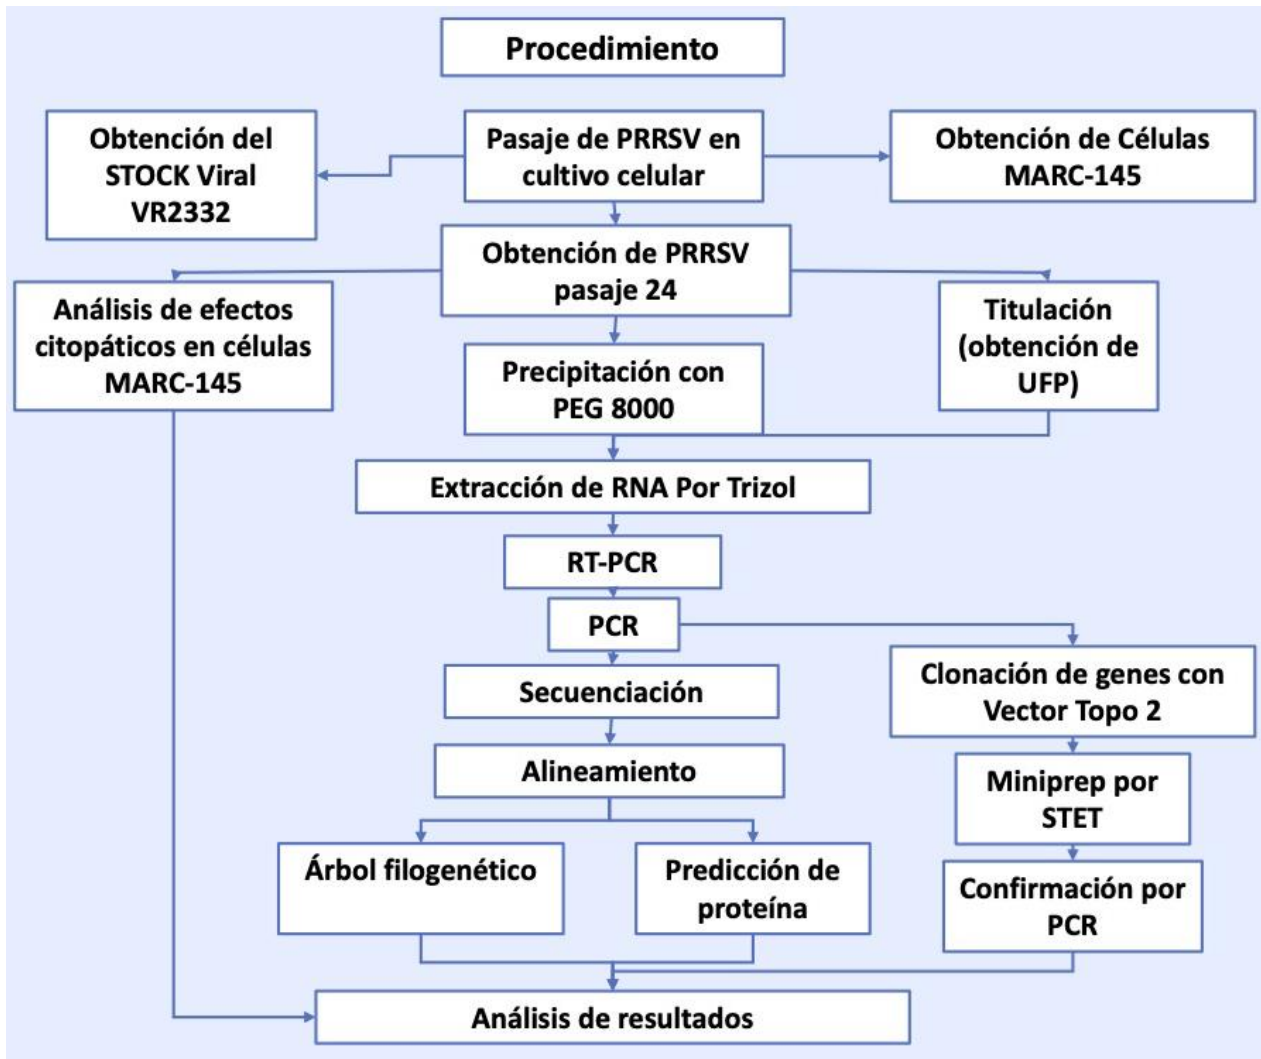 Procedimiento
Obtención del
STOCK Viral
VR2332
Pasaje de PRRSV en
cultivo celular
Obtención de Células
MARC-145
Obtención de PRRSV
pasaje 24
Análisis de efectos
citopáticos en células
MARC-145
Precipitación con
PEG 8000
Titulación
(obtención de
UFP)
Extracción de RNA Por Trizol
RT-PCR
PCR
Secuenciación
Clonación de genes con
Vector Topo 2
Alineamiento
Miniprep por
STET
Árbol filogenético
Predicción de
proteína
Confirmación por
PCR
Análisis de resultados